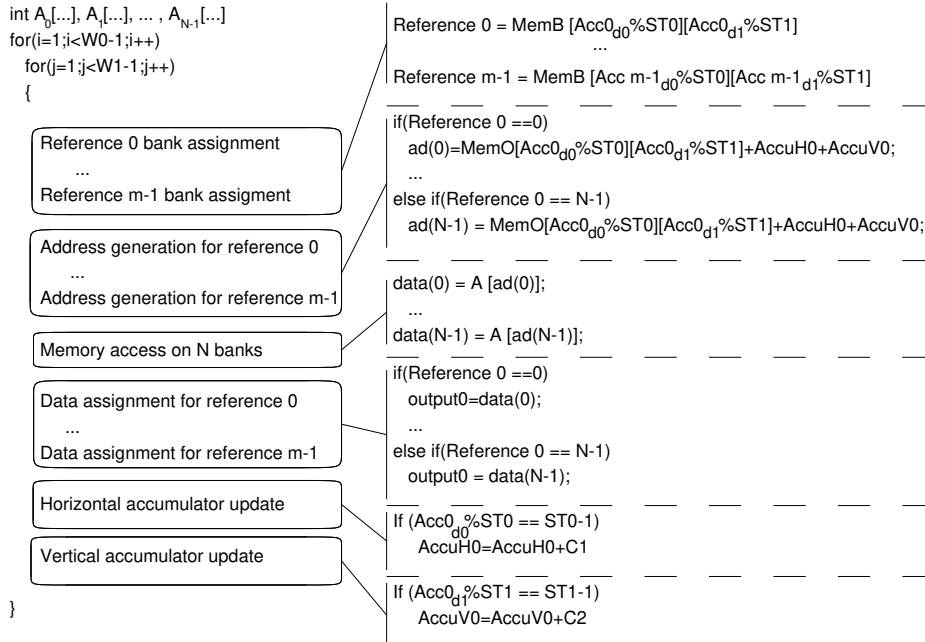 int A0[...], A1[...], ... , AN-1[...]
for(i=1;i<W0-1;i++)
for(j=1;j<W1-1;j++)
{
Reference 0 bank assignment
...
Reference m-1 bank assigment
Address generation for reference 0
...
Address generation for reference m-1
Memory access on N banks
Data assignment for reference 0
...
Data assignment for reference m-1
Horizontal accumulator update
Vertical accumulator update
}
Reference 0 = MemB [Acc0d0%ST0][Acc0d1%ST1]
...
Reference m-1 = MemB [Acc m-1d0%ST0][Acc m-1d1%ST1]
if(Reference 0 ==0)
ad(0)=MemO[Acc0d0%ST0][Acc0d1%ST1]+AccuH0+AccuV0;
...
else if(Reference 0 == N-1)
ad(N-1) = MemO[Acc0d0%ST0][Acc0d1%ST1]+AccuH0+AccuV0;
data(0) = A [ad(0)];
...
data(N-1) = A [ad(N-1)];
if(Reference 0 ==0)
output0=data(0);
...
else if(Reference 0 == N-1)
output0 = data(N-1);
If (Acc0d0%ST0 == ST0-1)
AccuH0=AccuH0+C1
If (Acc0d1%ST1 == ST1-1)
AccuV0=AccuV0+C2